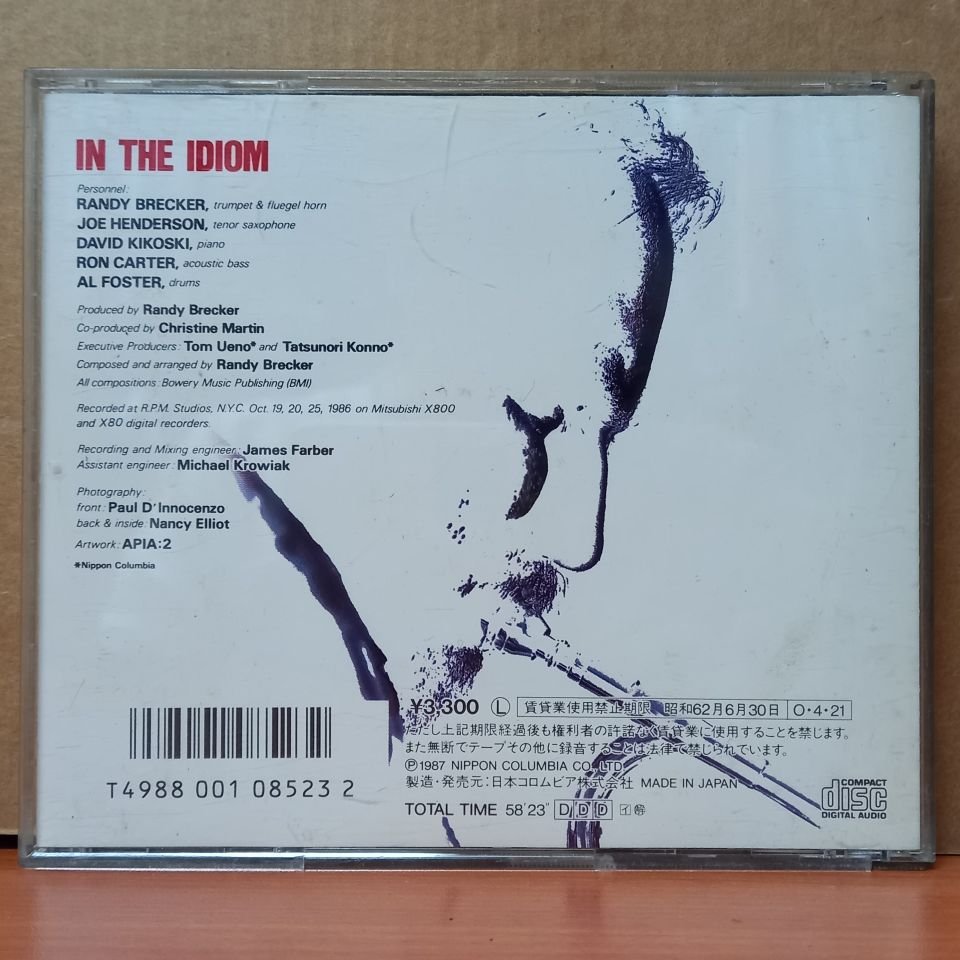 IN THE IDIOM
Personnel:
RANDY BRECKER, trumpet & fluegel horn
JOE HENDERSON, tenor saxophone
DAVID KIKOSKI, piano
RON CARTER, acoustic bass
AL FOSTER, drums
Produced by Randy Brecker
Co-produced by Christine Martin
Executive Producers: Tom Ueno* and Tatsunori Konno*
Composed and arranged by Randy Brecker
All compositions: Bowery Music Publishing (BMI)
Recorded at R.P.M. Studios, N.Y.C. Oct. 19, 20, 25, 1986 on Mitsubishi X800
and X80 digital recorders.
Recording and Mixing engineer: James Farber
Assistant engineer: Michael Krowiak
Photography:
front: Paul D'Innocenzo
back & inside: Nancy Elliot
Artwork: APIA:2
*Nippon Columbia
T4988 001 08523 2
¥3,300 Ⓛ 賃貸業使用禁止期限 昭和62月6月30日 O・4・21
ただし上記期限経過後も権利者の許諾なく賃貸業に使用することを禁じます。
また無断でテープその他に録音することは法律で禁じられています。
Ⓟ1987 NIPPON COLUMBIA CO., LTD.
製造・発売元:日本コロムビア株式会社 MADE IN JAPAN
TOTAL TIME 58'23" DDD
COMPACT
disc
DIGITAL AUDIO